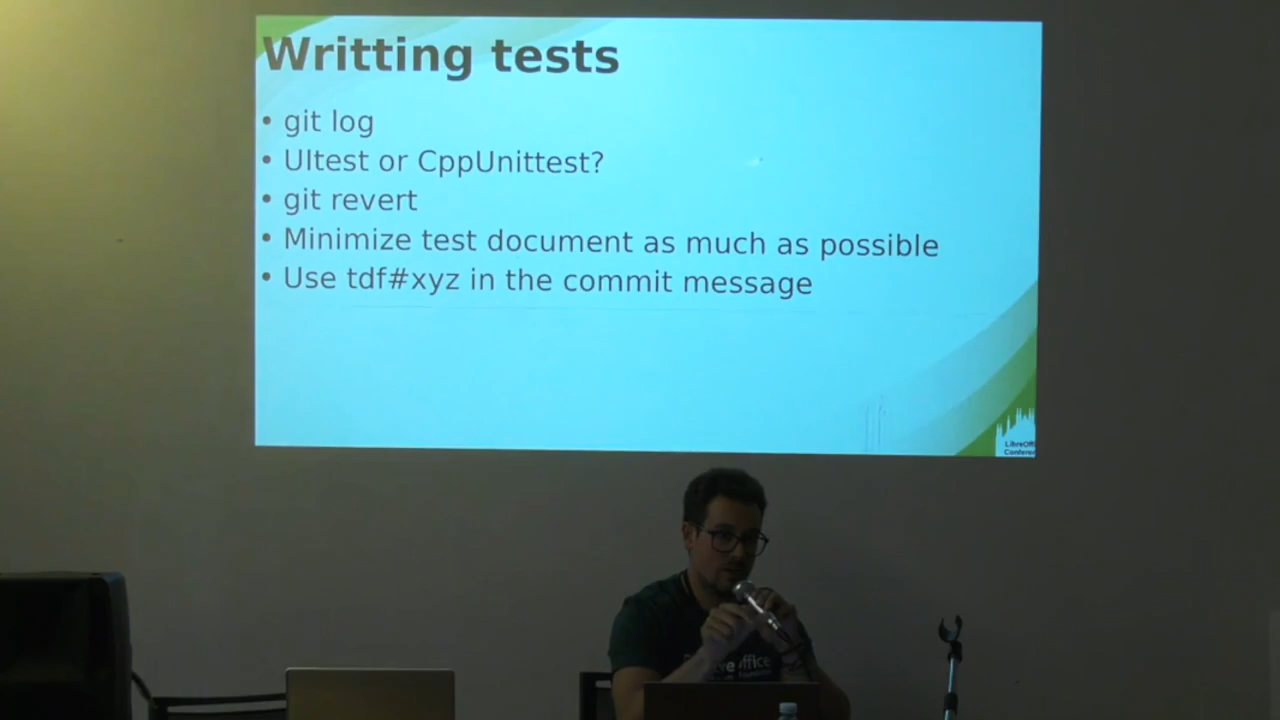 Writting tests
• git log
• UItest or CppUnittest?
• git revert
• Minimize test document as much as possible
• Use tdf#xyz in the commit message